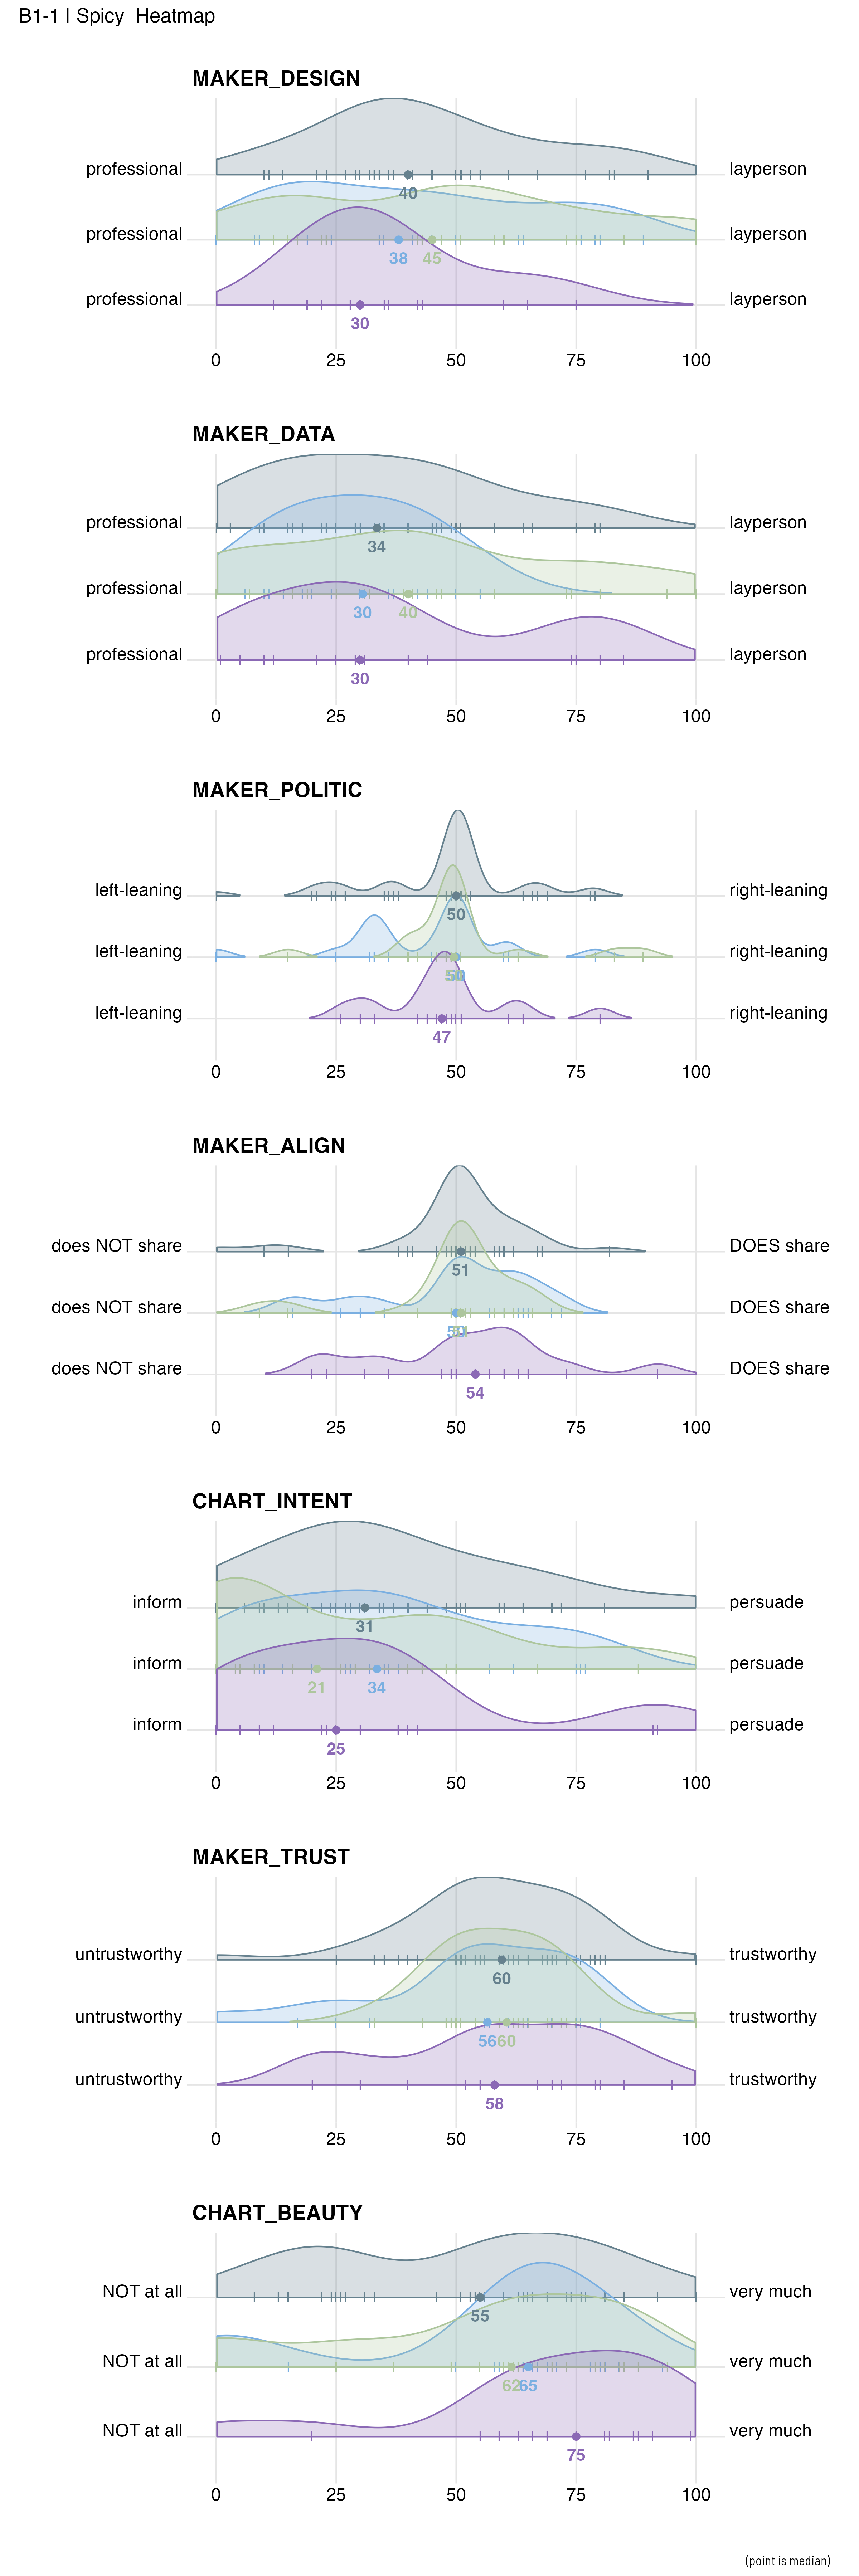 B1-1 | Spicy Heatmap
MAKER_DESIGN
professional layperson
40
professional layperson
38 45
professional layperson
30
0 25 50 75 100
MAKER_DATA
professional layperson
34
professional layperson
30 40
professional layperson
30
0 25 50 75 100
MAKER_POLITIC
left-leaning right-leaning
50
left-leaning right-leaning
50
left-leaning right-leaning
47
0 25 50 75 100
MAKER_ALIGN
does NOT share DOES share
51
does NOT share DOES share
50
does NOT share DOES share
54
0 25 50 75 100
CHART_INTENT
inform persuade
31
inform persuade
21 34
inform persuade
25
0 25 50 75 100
MAKER_TRUST
untrustworthy trustworthy
60
untrustworthy trustworthy
56 60
untrustworthy trustworthy
58
0 25 50 75 100
CHART_BEAUTY
NOT at all very much
55
NOT at all very much
62 65
NOT at all very much
75
0 25 50 75 100
(point is median)